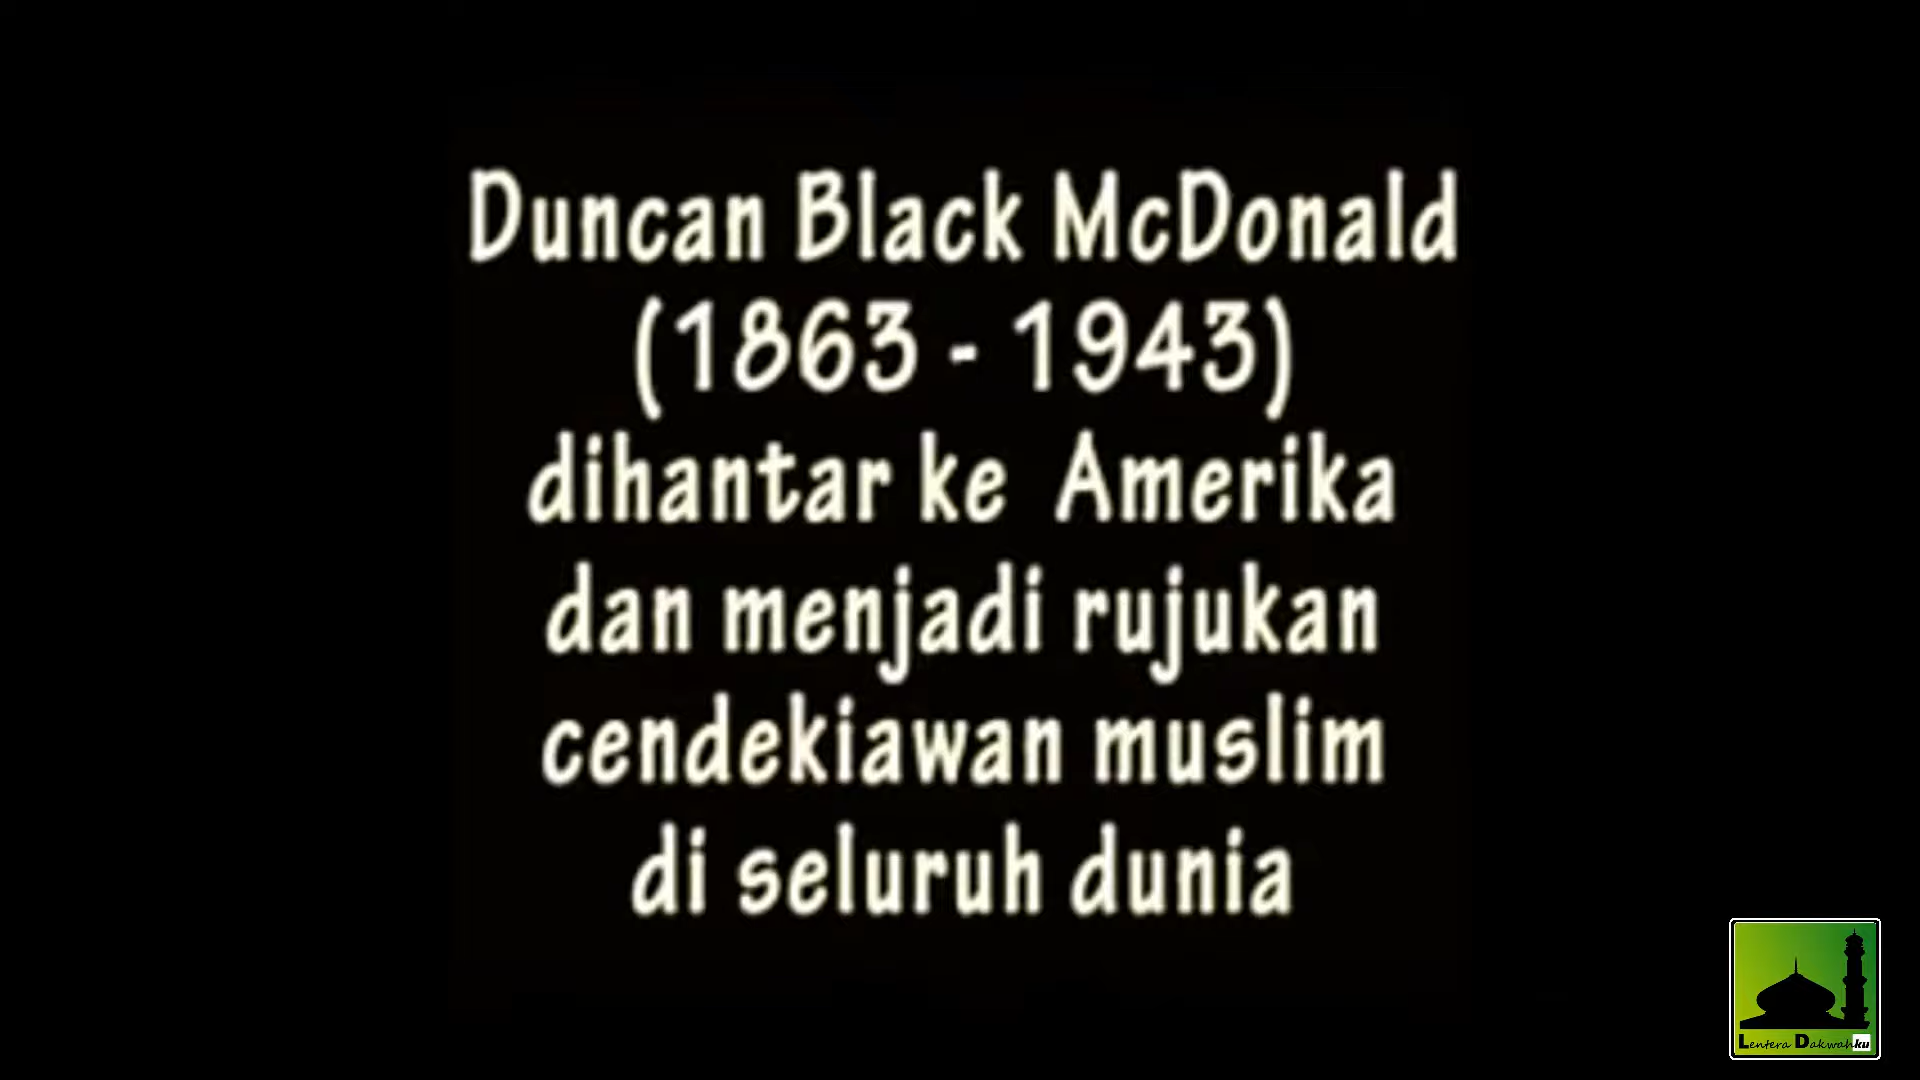 Duncan Black McDonald
(1863 - 1943)
dihantar ke Amerika
dan menjadi rujukan
cendekiawan muslim
di seluruh dunia
Lentera Dakwahku